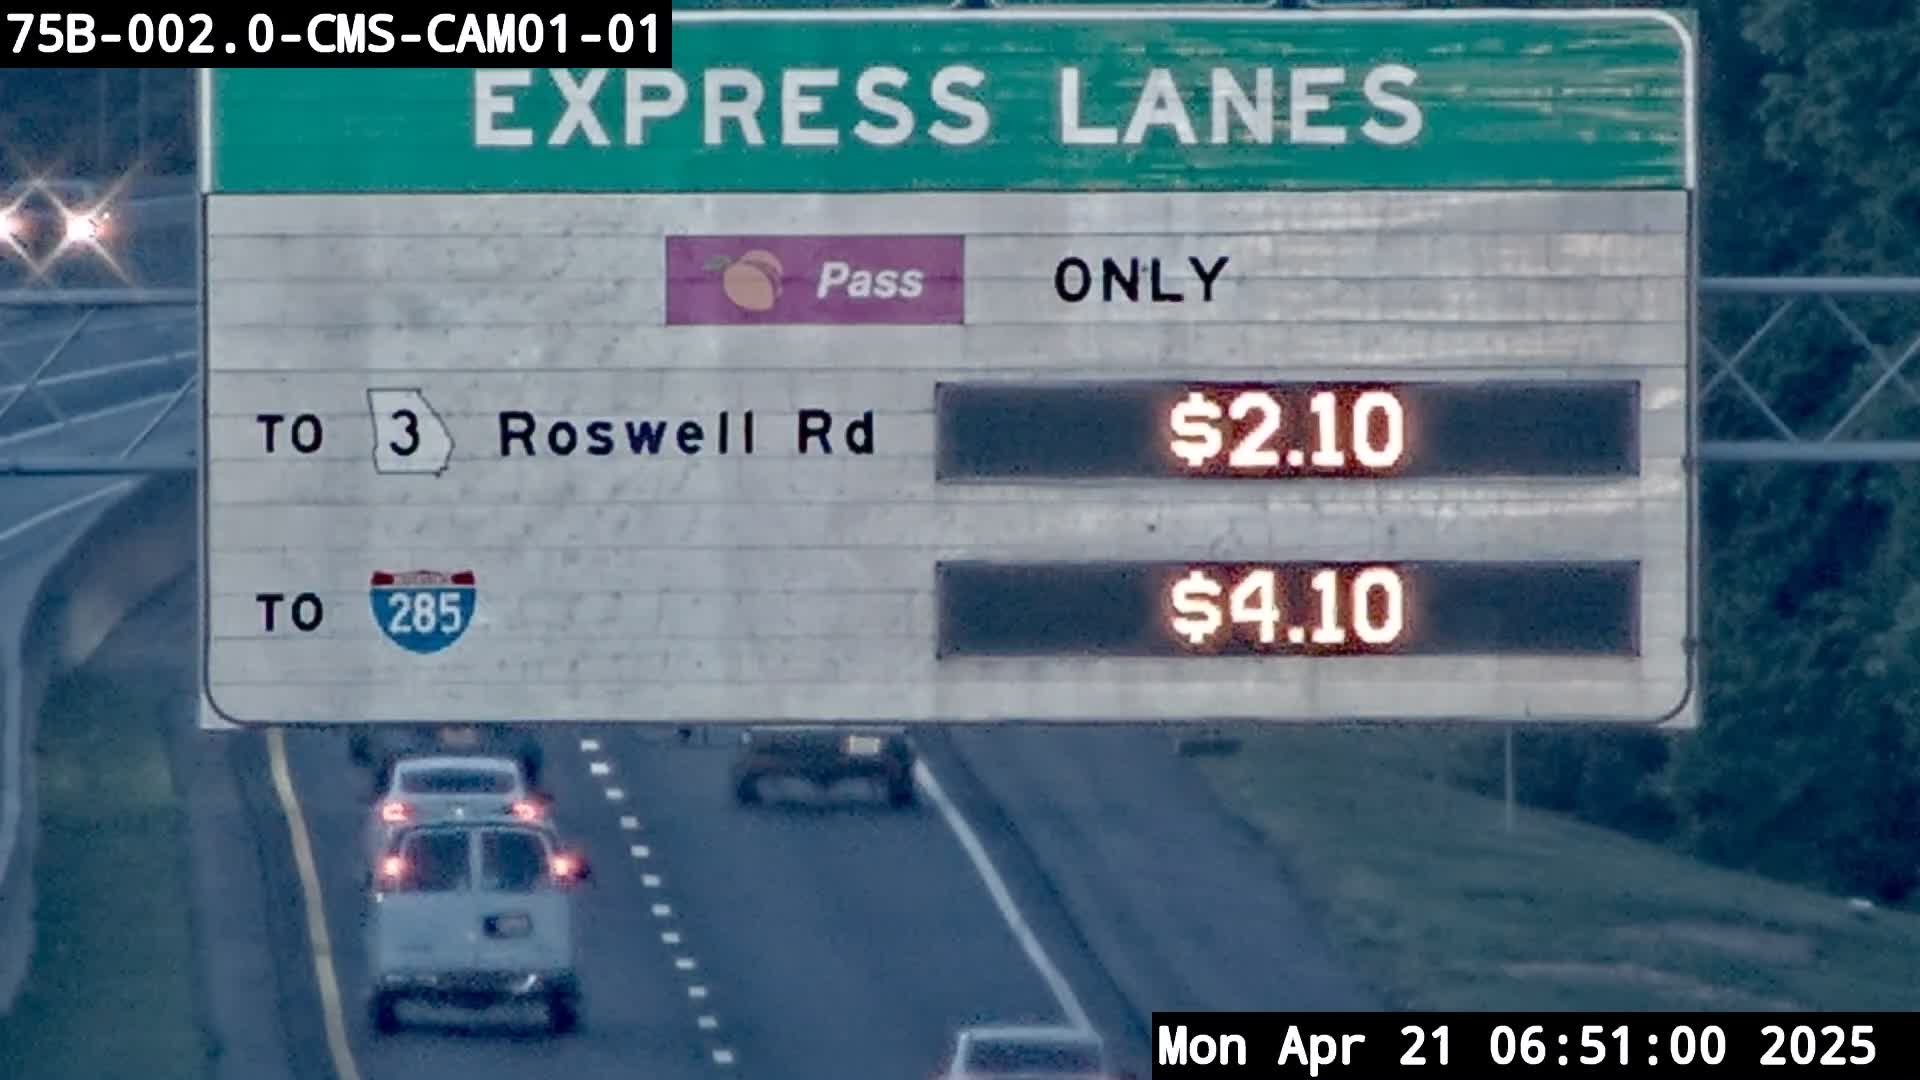 75B-002.0-CMS-CAM01-01
EXPRESS LANES
Pass ONLY
TO 3 Roswell Rd $2.10
TO 285 $4.10
Mon Apr 21 06:51:00 2025